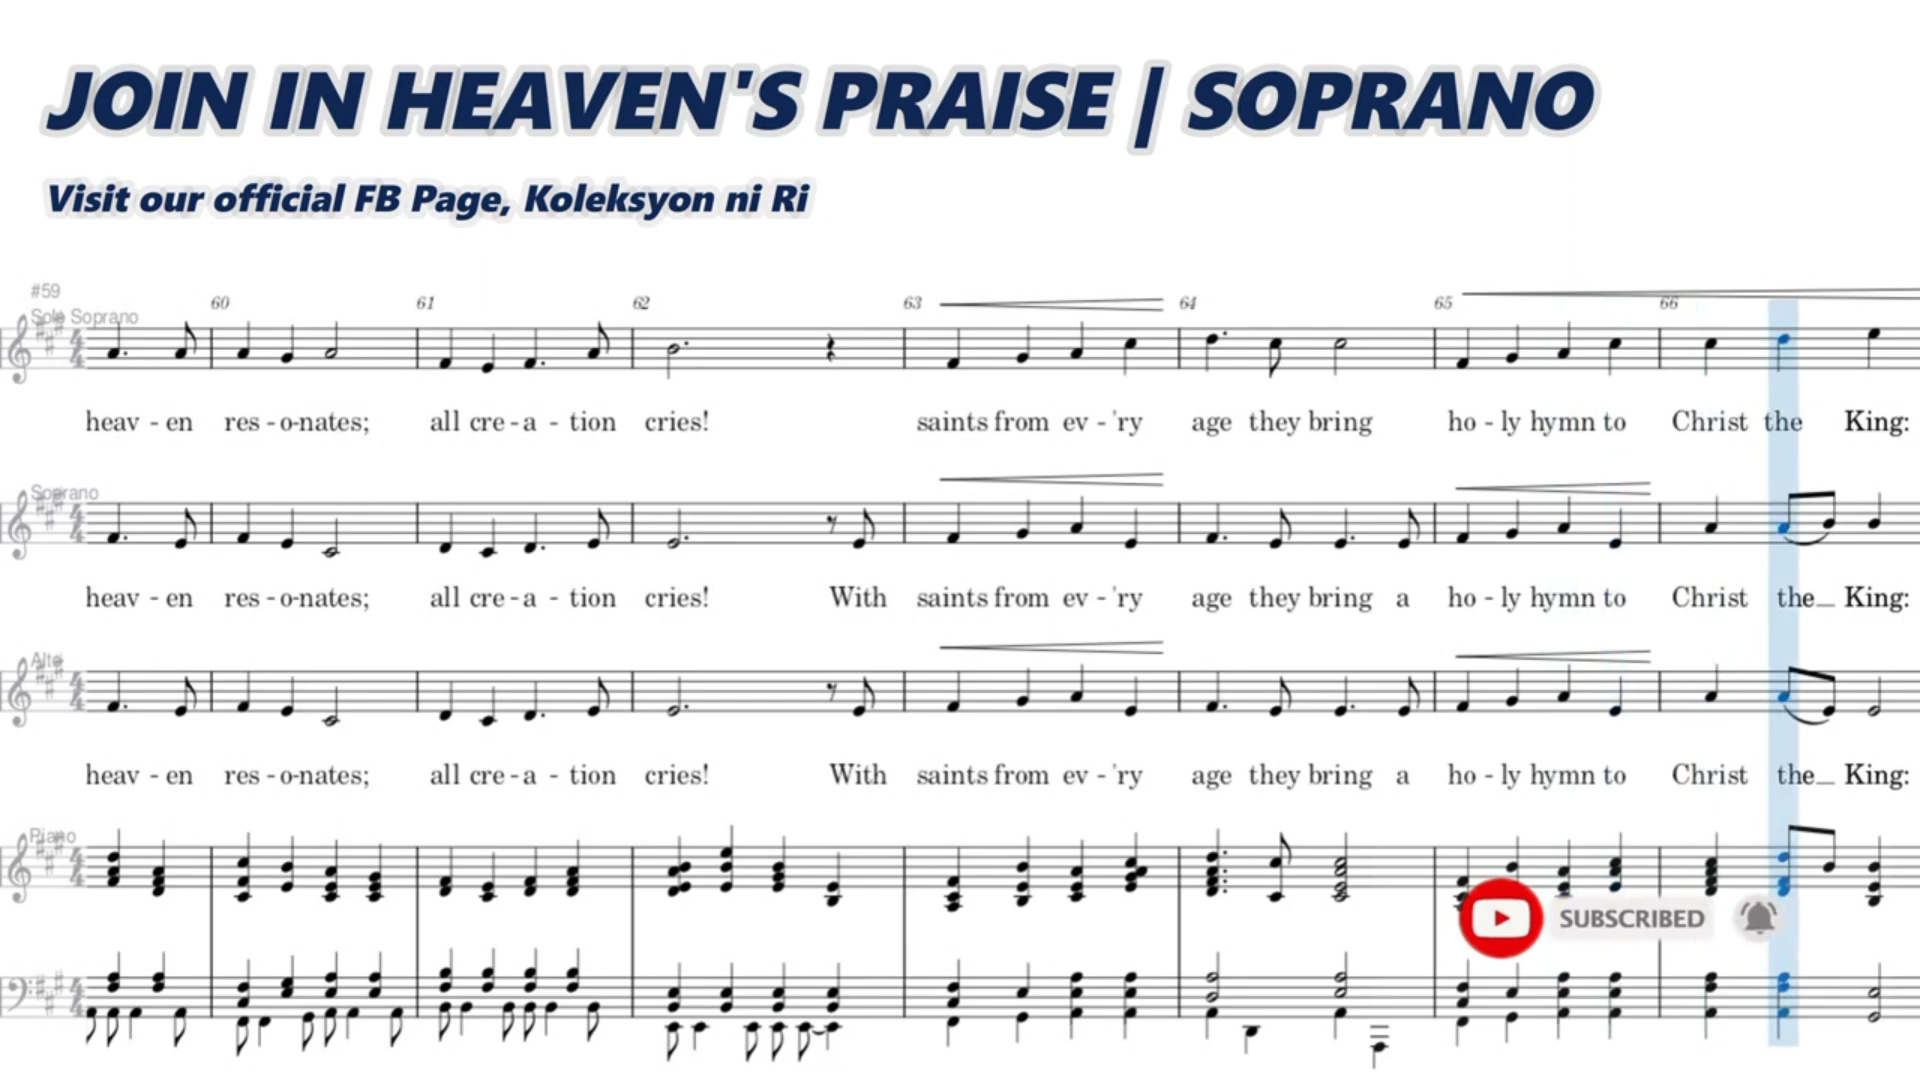 JOIN IN HEAVEN'S PRAISE | SOPRANO
Visit our official FB Page, Koleksyon ni Ri
#59
60 61 62 63 64 65 66
Solo Soprano
heav - en res - o-nates; all cre - a - tion cries! saints from ev - 'ry age they bring ho - ly hymn to Christ the King:
Soprano
heav - en res - o-nates; all cre - a - tion cries! With saints from ev - 'ry age they bring a ho - ly hymn to Christ the_ King:
Alto
heav - en res - o-nates; all cre - a - tion cries! With saints from ev - 'ry age they bring a ho - ly hymn to Christ the_ King:
Piano
SUBSCRIBED